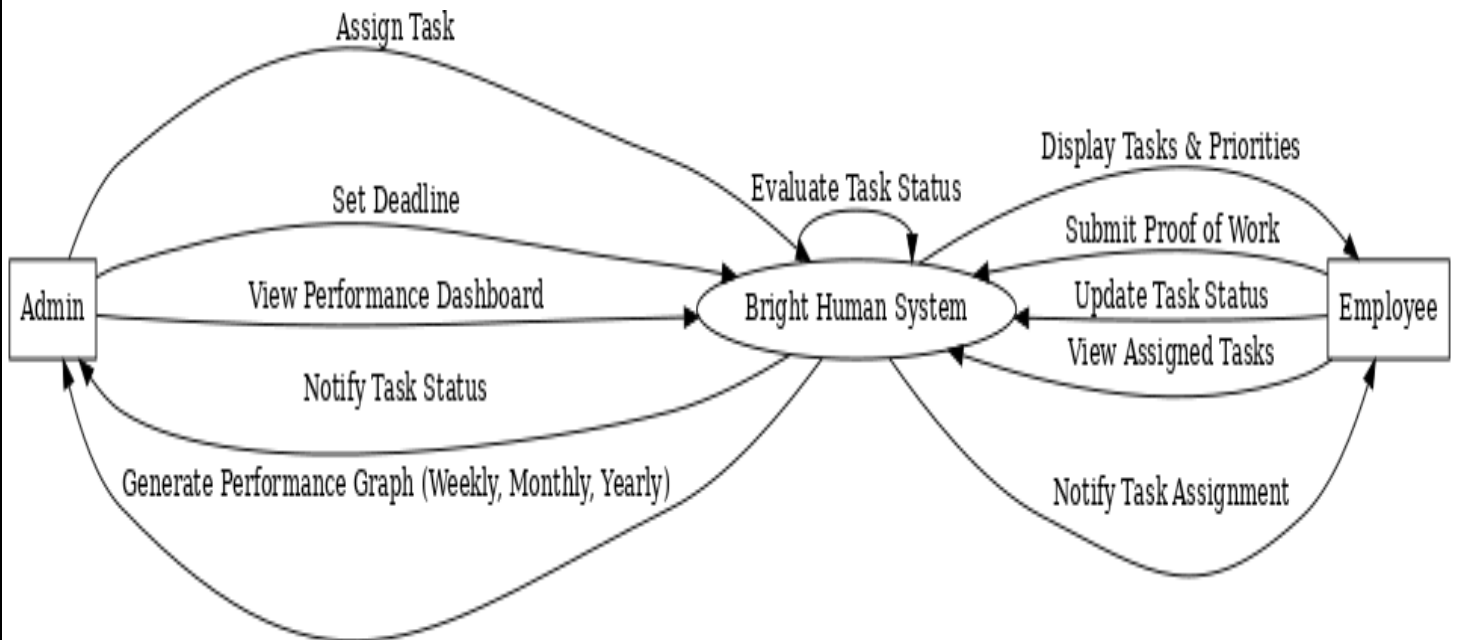 Assign Task
Display Tasks & Priorities
Evaluate Task Status
Set Deadline
Submit Proof of Work
View Performance Dashboard
Update Task Status
Admin
Bright Human System
Employee
View Assigned Tasks
Notify Task Status
Generate Performance Graph (Weekly, Monthly, Yearly)
Notify Task Assignment